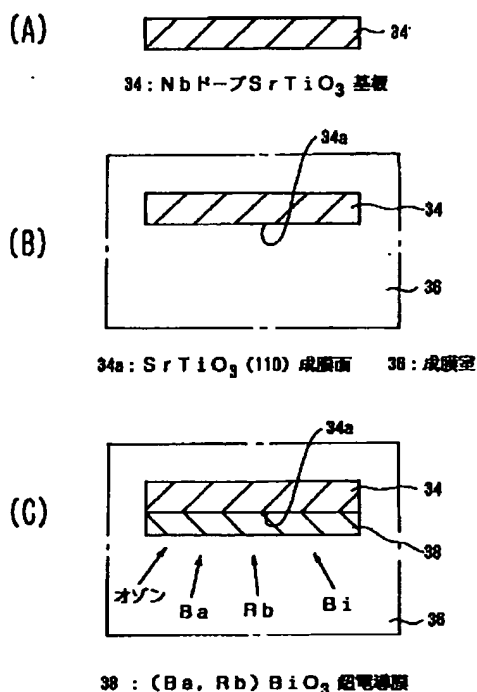 (A)
34
34:NbドープSrTiO₃ 基板
34a
(B)
34
36
34a:SrTiO₃(110)成膜面 36:成膜室
34a
(C)
34
38
オゾン
Ba
Rb
Bi
36
38:(Ba, Rb)BiO₃ 超電導膜